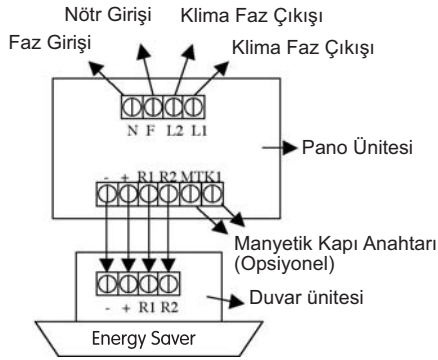 Nötr Girişi
Klima Faz Çıkışı
Faz Girişi
Klima Faz Çıkışı
N F L2 L1
Pano Ünitesi
- + R1 R2 MTK1
Manyetik Kapı Anahtarı
(Opsiyonel)
Duvar ünitesi
- + R1 R2
Energy Saver